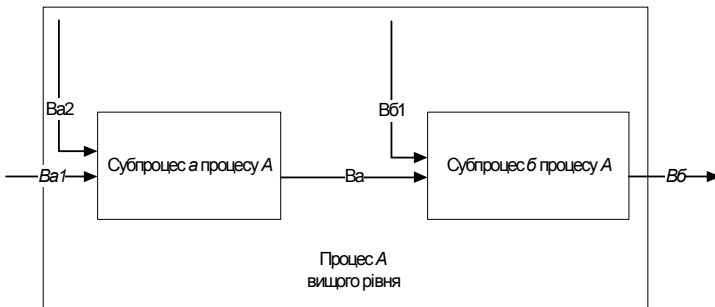 Ва2
Вб1
Субпроцес а процесу А
Субпроцес б процесу А
Ва1
Ва
Вб
Процес А
вищого рівня